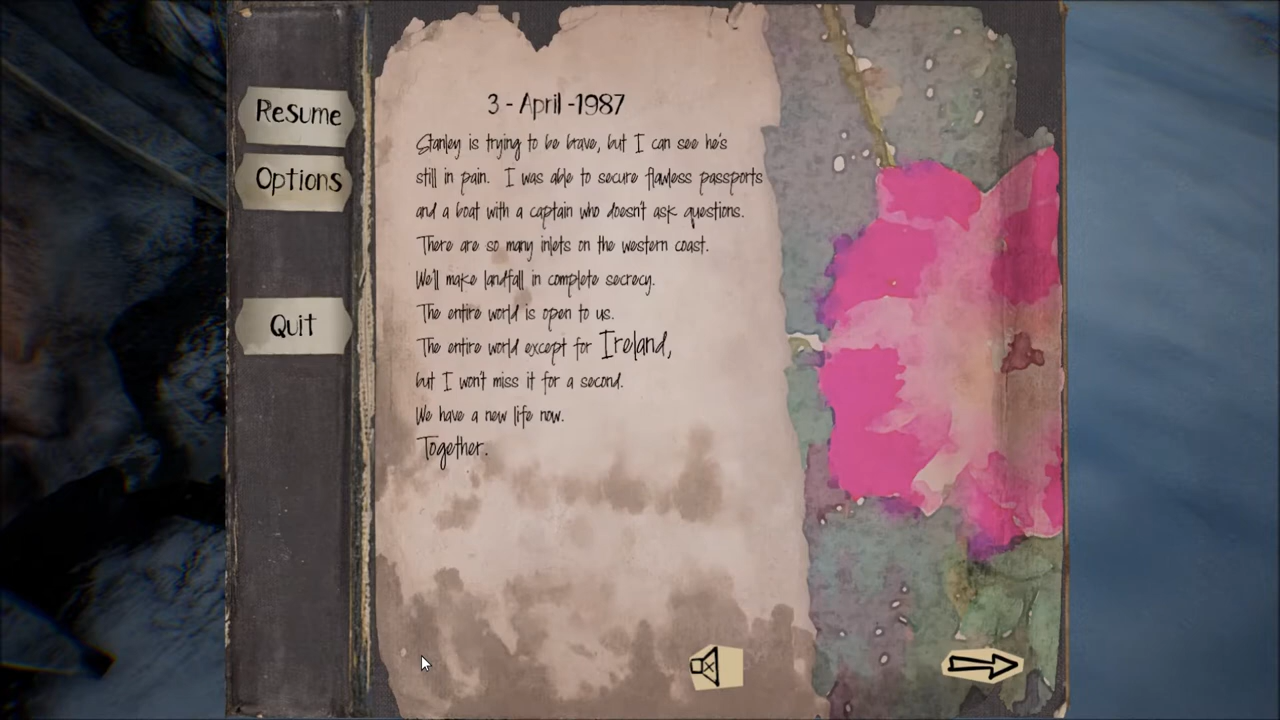 Resume
Options
Quit
3 - April -1987
Stanley is trying to be brave, but I can see he's
still in pain. I was able to secure flawless passports
and a boat with a captain who doesn't ask questions.
There are so many inlets on the western coast.
We'll make landfall in complete secrecy.
The entire world is open to us.
The entire world except for Ireland,
but I won't miss it for a second.
We have a new life now.
Together.